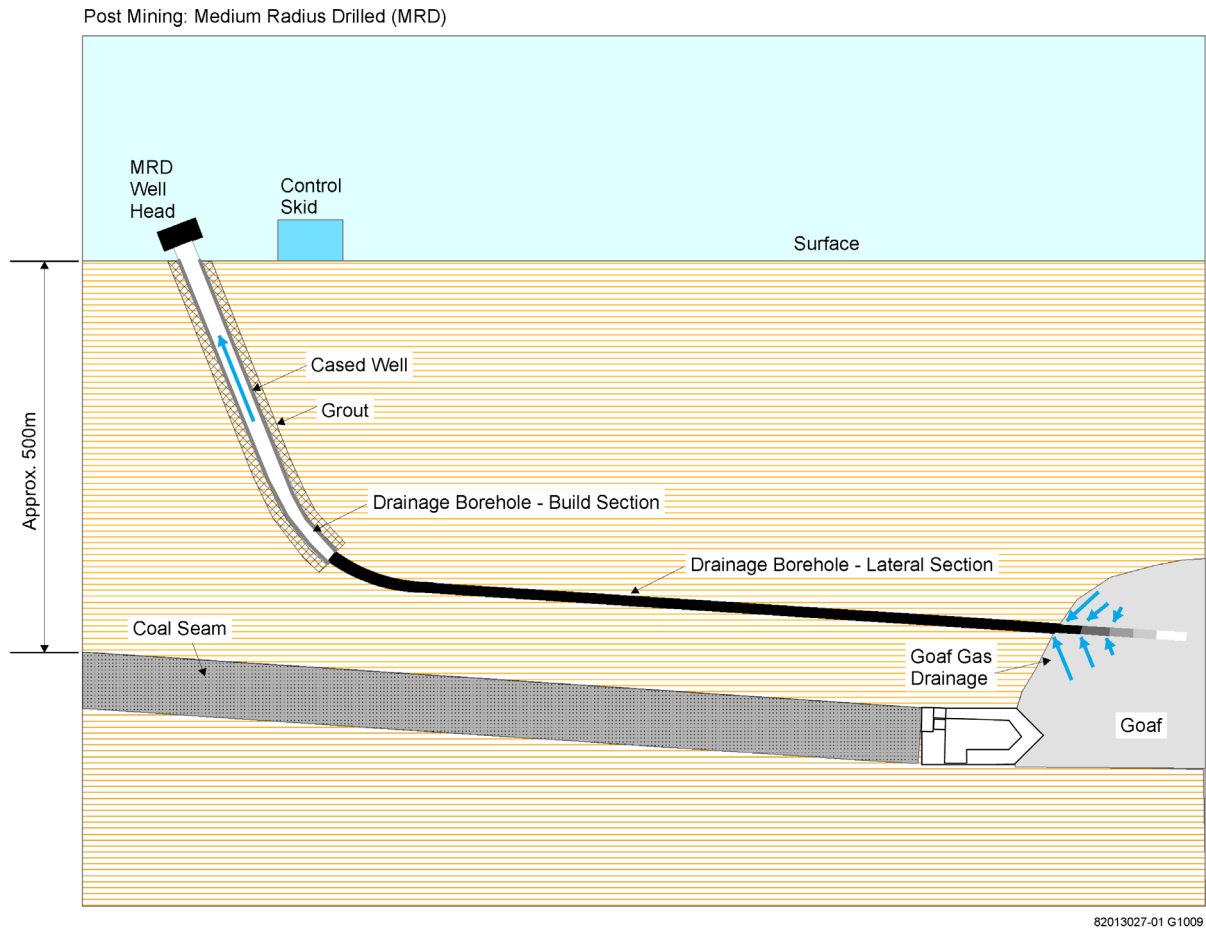 Post Mining: Medium Radius Drilled (MRD)
MRD
Well
Head
Control
Skid
Surface
Cased Well
Grout
Approx. 500m
Drainage Borehole - Build Section
Drainage Borehole - Lateral Section
Coal Seam
Goaf Gas
Drainage
Goaf
82013027-01 G1009